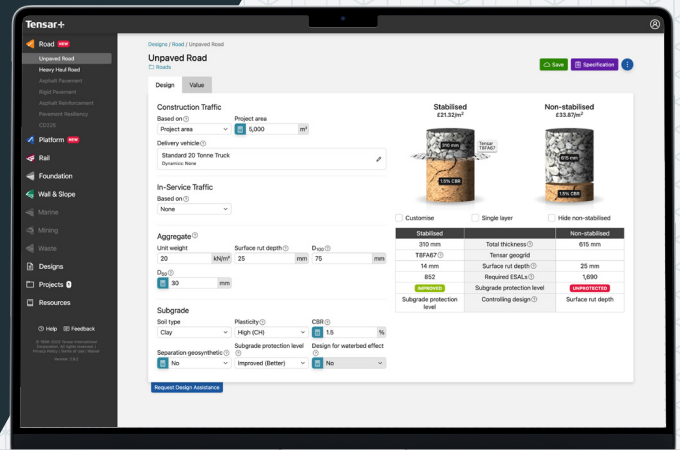 Tensar+
Road NEW
Unpaved Road
Heavy Haul Road
Asphalt Pavement
Rigid Pavement
Asphalt Reinforcement
Pavement Resiliency
CD225
Platform NEW
Rail
Foundation
Wall & Slope
Marine
Mining
Waste
Designs
Projects
Resources
Help Feedback
Designs / Road / Unpaved Road
Unpaved Road
Roads
Save
Specification
Design Value
Construction Traffic
Based on Project area
Project area 5,000 m²
Delivery vehicle
Standard 20 Tonne Truck
Dynamics: None
In-Service Traffic
Based on
None
Aggregate
Unit weight Surface rut depth D100
20 kN/m³ 25 mm 75 mm
D50
30 mm
Subgrade
Soil type Plasticity CBR
Clay High (CH) 1.5 %
Separation geosynthetic Subgrade protection level Design for waterbed effect
No Improved (Better) No
Request Design Assistance
Stabilised Non-stabilised
£21.32/m² £33.87/m²
310 mm Tensar T8FA67 615 mm
1.5% CBR 1.5% CBR
Customise Single layer Hide non-stabilised
Stabilised Non-stabilised
310 mm Total thickness 615 mm
T8FA67 Tensar geogrid
14 mm Surface rut depth 25 mm
852 Required ESALs 1,690
IMPROVED Subgrade protection level UNPROTECTED
Subgrade protection level Controlling design Surface rut depth